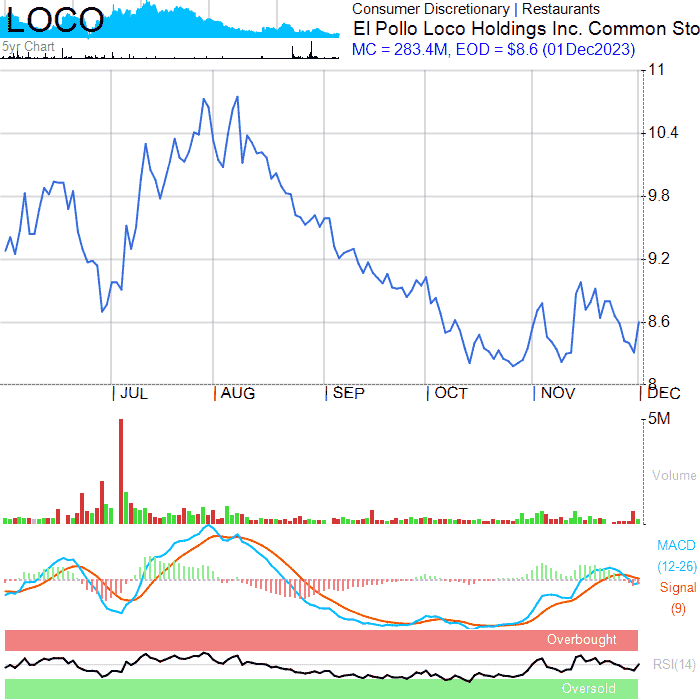 LOCO
5yr Chart
Consumer Discretionary | Restaurants
El Pollo Loco Holdings Inc. Common Sto
MC = 283.4M, EOD = $8.6 (01Dec2023)
11
10.4
9.8
9.2
8.6
8
JUL AUG SEP OCT NOV DEC
5M
Volume
MACD
(12-26)
Signal
(9)
Overbought
RSI(14)
Oversold